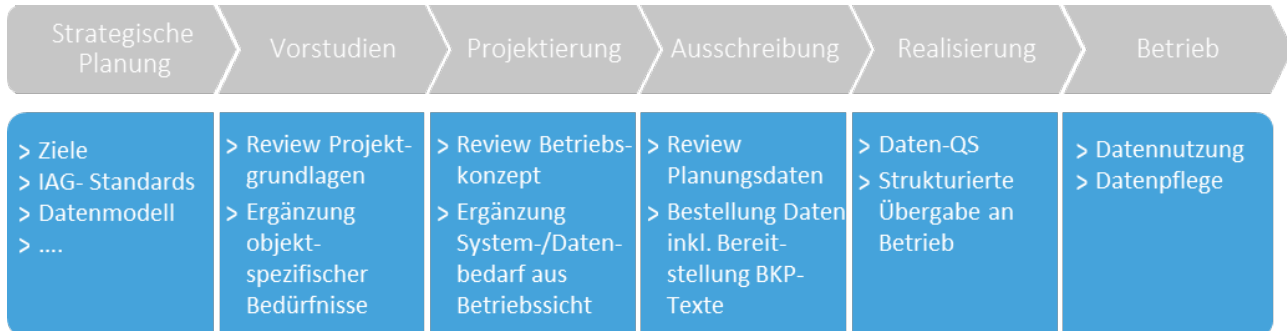 Strategische
Planung
Vorstudien
Projektierung
Ausschreibung
Realisierung
Betrieb
> Ziele
> IAG- Standards
> Datenmodell
> ....
> Review Projekt-
grundlagen
> Ergänzung
objekt-
spezifischer
Bedürfnisse
> Review Betriebs-
konzept
> Ergänzung
System-/Daten-
bedarf aus
Betriebssicht
> Review
Planungsdaten
> Bestellung Daten
inkl. Bereit-
stellung BKP-
Texte
> Daten-QS
> Strukturierte
Übergabe an
Betrieb
> Datennutzung
> Datenpflege